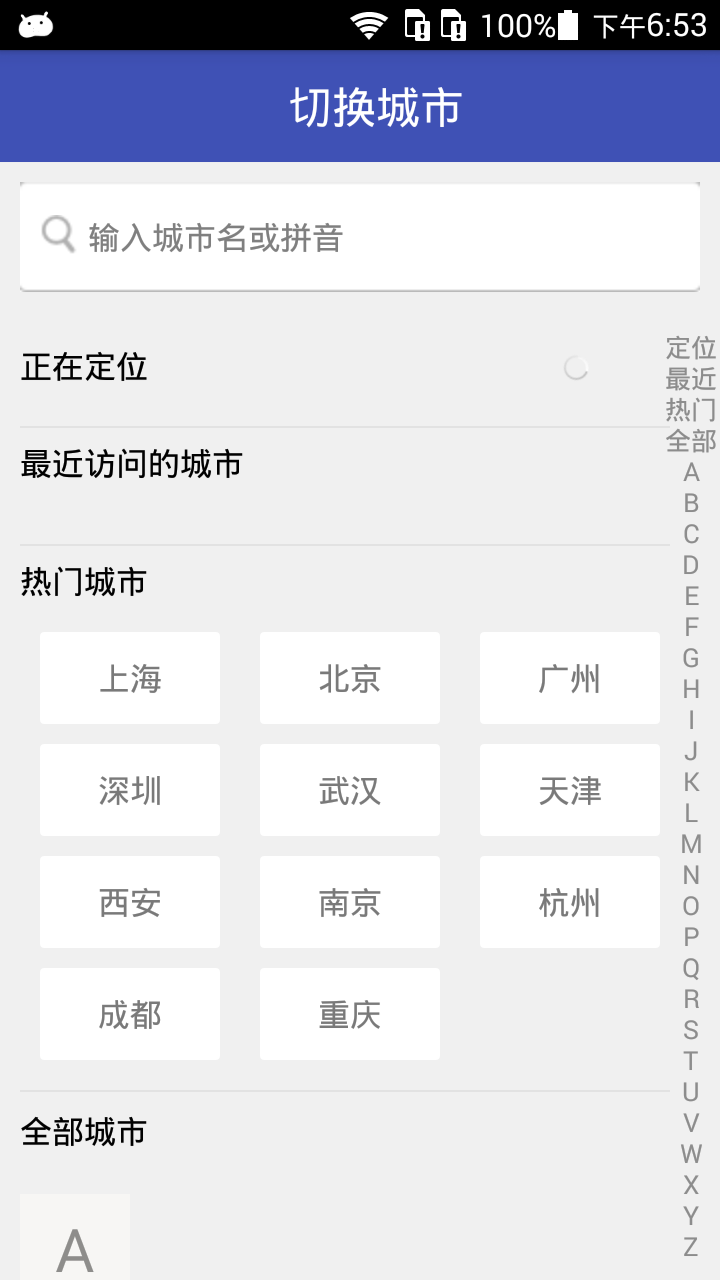 100% 下午6:53
切换城市
输入城市名或拼音
正在定位
最近访问的城市
热门城市
上海 北京 广州
深圳 武汉 天津
西安 南京 杭州
成都 重庆
全部城市
A
定位
最近
热门
全部
A
B
C
D
E
F
G
H
I
J
K
L
M
N
O
P
Q
R
S
T
U
V
W
X
Y
Z